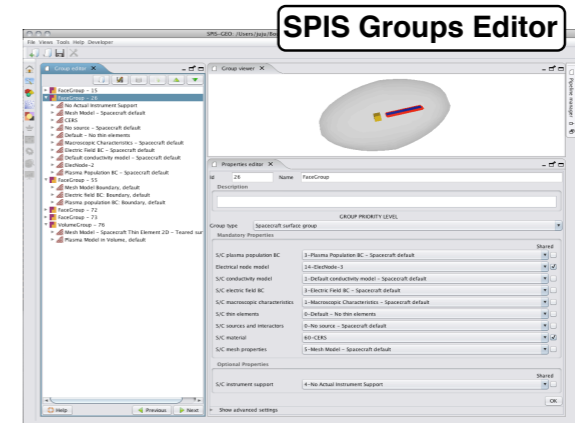 SPIS Groups Editor
SPIS-GEO: /Users/juju/
File Views Tools Help Developer
Group editor
FaceGroup - 15
FaceGroup - 26
No Actual Instrument Support
Mesh Model - Spacecraft default
CERS
No source - Spacecraft default
Default - No thin elements
Macroscopic Characteristics - Spacecraft default
Electric Field BC - Spacecraft default
Default conductivity model - Spacecraft default
ElecNode-2
Plasma Population BC - Spacecraft default
FaceGroup - 55
Mesh Model Boundary, default
Electric field BC: Boundary, default
Plasma population BC: Boundary, default
FaceGroup - 72
FaceGroup - 73
VolumeGroup - 76
Mesh Model - Spacecraft Thin Element 2D - Teared sur
Plasma Model in Volume, default
Help
Previous
Next
Group viewer
Pipeline manager
Properties editor
Id 26 Name FaceGroup
Description
GROUP PRIORITY LEVEL
Group type Spacecraft surface group
Mandatory Properties
Shared
S/C plasma population BC 3-Plasma Population BC - Spacecraft default
Electrical node model 14-ElecNode-3
S/C conductivity model 1-Default conductivity model - Spacecraft default
S/C electric field BC 3-Electric Field BC - Spacecraft default
S/C macroscopic characteristics 1-Macroscopic Characteristics - Spacecraft default
S/C thin elements 0-Default - No thin elements
S/C sources and interactors 0-No source - Spacecraft default
S/C material 60-CERS
S/C mesh properties 5-Mesh Model - Spacecraft default
Optional Properties
Shared
S/C instrument support 4-No Actual Instrument Support
OK
Show advanced settings